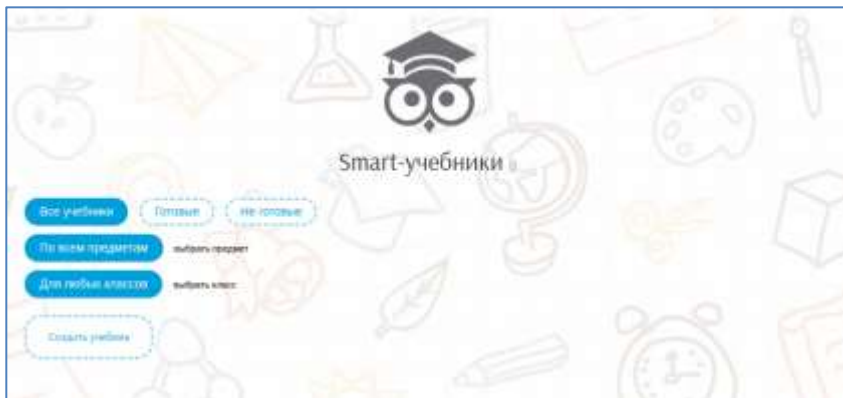 Smart-учебники 0
Все учебники Готовые Не готовые
По всем предметам выбрать предмет
Для любых классов выбрать класс
Создать учебник